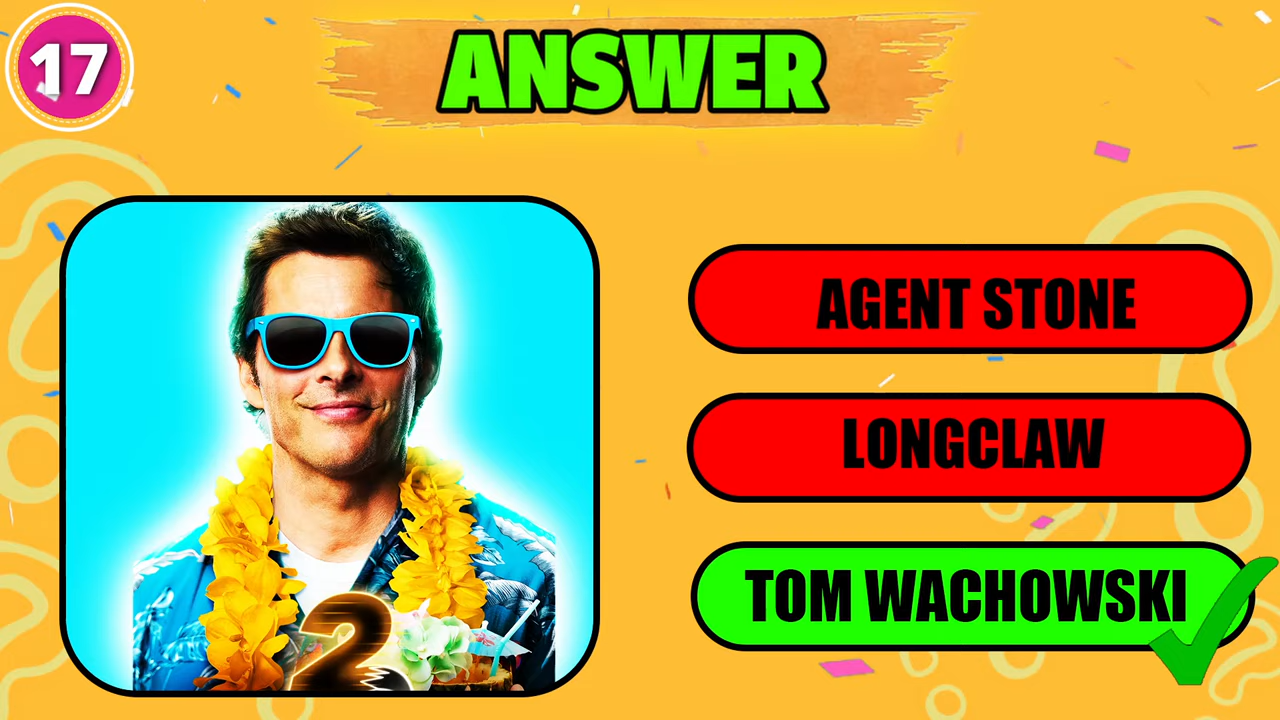 17
ANSWER
AGENT STONE
LONGCLAW
TOM WACHOWSKI
2